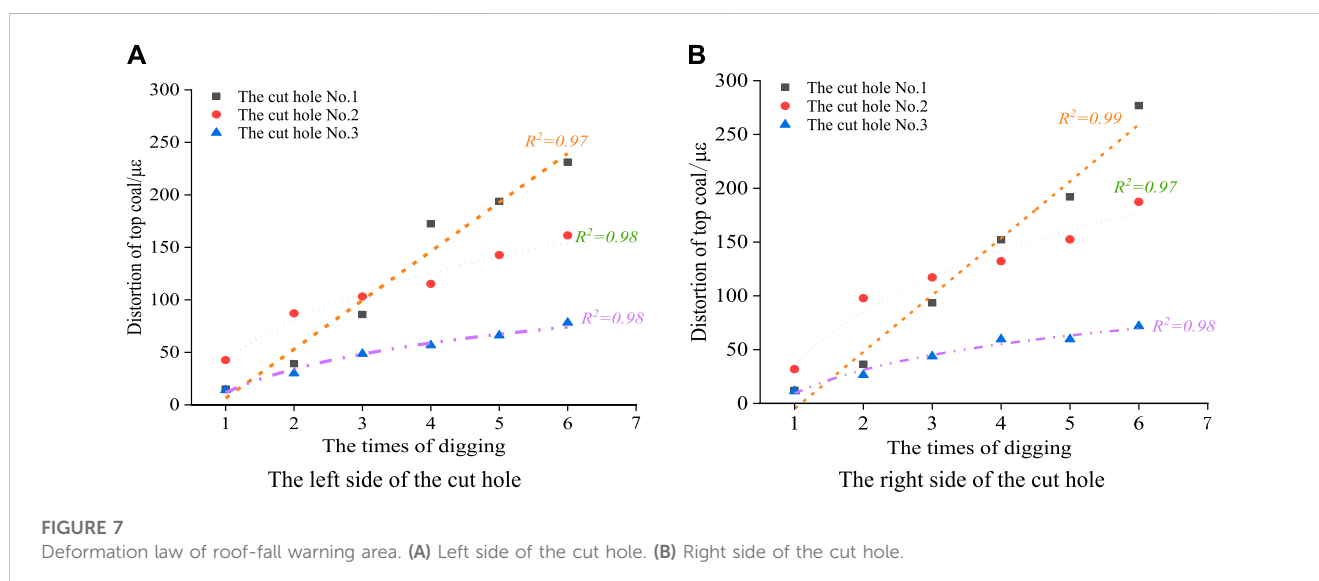 A
B
300
250
200
150
100
50
0
Distortion of top coal/με
The cut hole No.1
The cut hole No.2
The cut hole No.3
R²=0.97
R²=0.98
R²=0.98
1 2 3 4 5 6 7
The times of digging
The left side of the cut hole
300
250
200
150
100
50
0
Distortion of top coal/με
The cut hole No.1
The cut hole No.2
The cut hole No.3
R²=0.99
R²=0.97
R²=0.98
1 2 3 4 5 6 7
The times of digging
The right side of the cut hole
FIGURE 7
Deformation law of roof-fall warning area. (A) Left side of the cut hole. (B) Right side of the cut hole.